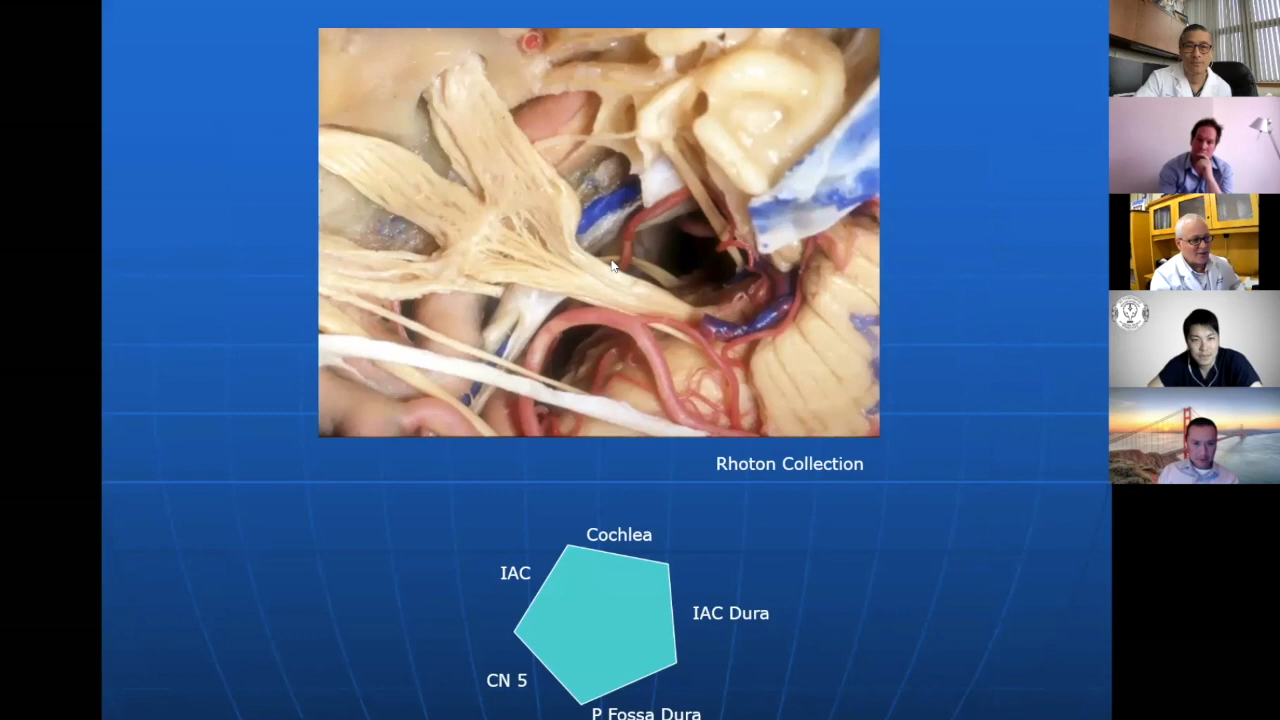 Rhoton Collection
Cochlea
IAC
IAC Dura
CN 5
P Fossa Dura